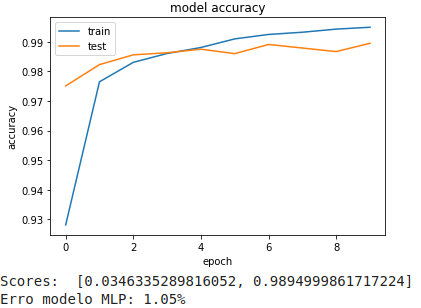 model accuracy
train
test
0.99
0.98
0.97
0.96
0.95
0.94
0.93
accuracy
0 2 4 6 8
epoch
Scores:  [0.0346335289816052, 0.9894999861717224]
Erro modelo MLP: 1.05%